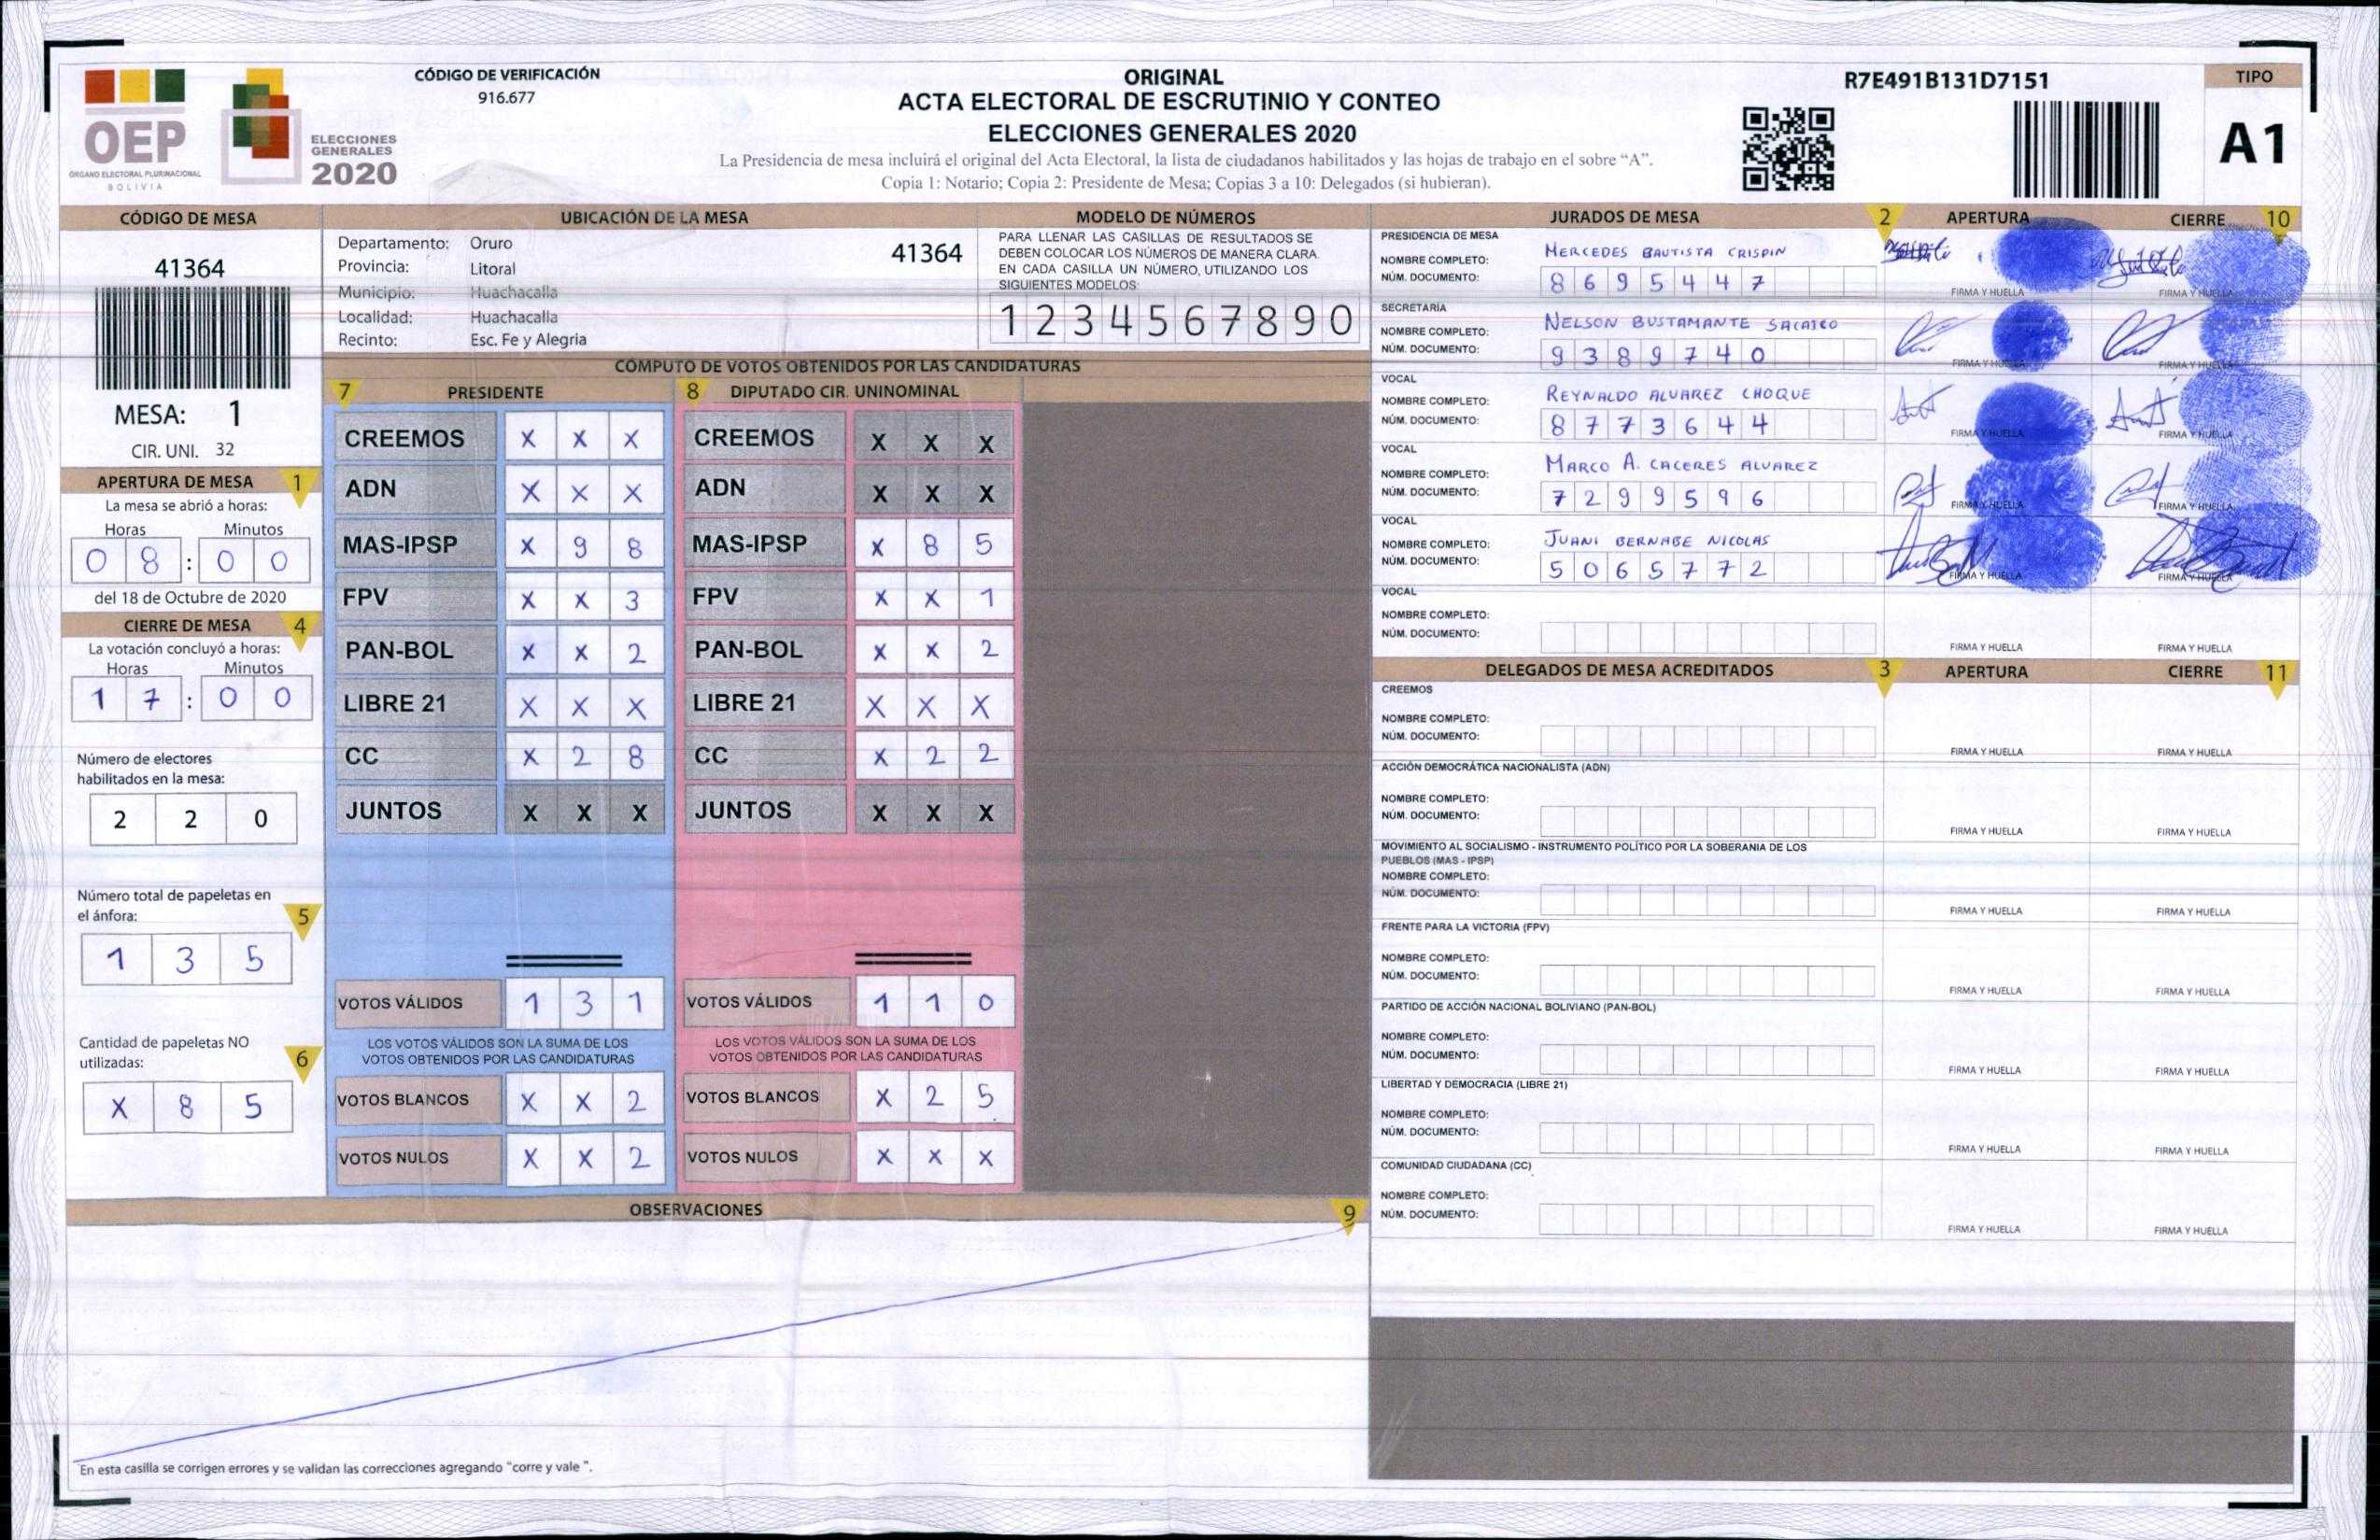 CÓDIGO DE VERIFICACIÓN
916.677
ORIGINAL
ACTA ELECTORAL DE ESCRUTINIO Y CONTEO
ELECCIONES GENERALES 2020
La Presidencia de mesa incluirá el original del Acta Electoral, la lista de ciudadanos habilitados y las hojas de trabajo en el sobre “A”.
Copia 1: Notario; Copia 2: Presidente de Mesa; Copias 3 a 10: Delegados (si hubieran).
R7E491B131D7151
TIPO
A1
OEP
ÓRGANO ELECTORAL PLURINACIONAL
BOLIVIA
ELECCIONES
GENERALES
2020
CÓDIGO DE MESA
41364
MESA: 1
CIR. UNI. 32
APERTURA DE MESA 1
La mesa se abrió a horas:
Horas Minutos
0 8 : 0 0
del 18 de Octubre de 2020
CIERRE DE MESA 4
La votación concluyó a horas:
Horas Minutos
1 7 : 0 0
Número de electores
habilitados en la mesa:
2 2 0
Número total de papeletas en
el ánfora: 5
1 3 5
Cantidad de papeletas NO
utilizadas: 6
X 8 5
UBICACIÓN DE LA MESA
Departamento: Oruro 41364
Provincia: Litoral
Municipio: Huachacalla
Localidad: Huachacalla
Recinto: Esc. Fe y Alegria
MODELO DE NÚMEROS
PARA LLENAR LAS CASILLAS DE RESULTADOS SE
DEBEN COLOCAR LOS NÚMEROS DE MANERA CLARA.
EN CADA CASILLA UN NÚMERO, UTILIZANDO LOS
SIGUIENTES MODELOS:
1 2 3 4 5 6 7 8 9 0
CÓMPUTO DE VOTOS OBTENIDOS POR LAS CANDIDATURAS
7 PRESIDENTE 8 DIPUTADO CIR. UNINOMINAL
CREEMOS X X X CREEMOS X X X
ADN X X X ADN X X X
MAS-IPSP X 9 8 MAS-IPSP X 8 5
FPV X X 3 FPV X X 1
PAN-BOL X X 2 PAN-BOL X X 2
LIBRE 21 X X X LIBRE 21 X X X
CC X 2 8 CC X 2 2
JUNTOS X X X JUNTOS X X X
VOTOS VÁLIDOS 1 3 1 VOTOS VÁLIDOS 1 1 0
LOS VOTOS VÁLIDOS SON LA SUMA DE LOS LOS VOTOS VÁLIDOS SON LA SUMA DE LOS
VOTOS OBTENIDOS POR LAS CANDIDATURAS VOTOS OBTENIDOS POR LAS CANDIDATURAS
VOTOS BLANCOS X X 2 VOTOS BLANCOS X 2 5
VOTOS NULOS X X 2 VOTOS NULOS X X X
OBSERVACIONES 9
En esta casilla se corrigen errores y se validan las correcciones agregando “corre y vale ”.
JURADOS DE MESA 2 APERTURA CIERRE 10
PRESIDENCIA DE MESA
NOMBRE COMPLETO: MERCEDES BAUTISTA CRISPIN
NÚM. DOCUMENTO: 8 6 9 5 4 4 7
FIRMA Y HUELLA FIRMA Y HUELLA
SECRETARIA
NOMBRE COMPLETO: NELSON BUSTAMANTE
NÚM. DOCUMENTO: 9 3 8 9 7 4 0
FIRMA Y HUELLA FIRMA Y HUELLA
VOCAL
NOMBRE COMPLETO: REYNALDO ALVAREZ CHOQUE
NÚM. DOCUMENTO: 8 7 7 3 6 4 4
FIRMA Y HUELLA FIRMA Y HUELLA
VOCAL
NOMBRE COMPLETO: MARCO A. CACERES ALVAREZ
NÚM. DOCUMENTO: 7 2 9 9 5 9 6
FIRMA Y HUELLA FIRMA Y HUELLA
VOCAL
NOMBRE COMPLETO: JUANI BERNABE NICOLAS
NÚM. DOCUMENTO: 5 0 6 5 7 7 2
FIRMA Y HUELLA FIRMA Y HUELLA
VOCAL
NOMBRE COMPLETO:
NÚM. DOCUMENTO:
FIRMA Y HUELLA FIRMA Y HUELLA
DELEGADOS DE MESA ACREDITADOS 3 APERTURA CIERRE 11
CREEMOS
NOMBRE COMPLETO:
NÚM. DOCUMENTO:
FIRMA Y HUELLA FIRMA Y HUELLA
ACCIÓN DEMOCRÁTICA NACIONALISTA (ADN)
NOMBRE COMPLETO:
NÚM. DOCUMENTO:
FIRMA Y HUELLA FIRMA Y HUELLA
MOVIMIENTO AL SOCIALISMO - INSTRUMENTO POLÍTICO POR LA SOBERANIA DE LOS
PUEBLOS (MAS - IPSP)
NOMBRE COMPLETO:
NÚM. DOCUMENTO:
FIRMA Y HUELLA FIRMA Y HUELLA
FRENTE PARA LA VICTORIA (FPV)
NOMBRE COMPLETO:
NÚM. DOCUMENTO:
FIRMA Y HUELLA FIRMA Y HUELLA
PARTIDO DE ACCIÓN NACIONAL BOLIVIANO (PAN-BOL)
NOMBRE COMPLETO:
NÚM. DOCUMENTO:
FIRMA Y HUELLA FIRMA Y HUELLA
LIBERTAD Y DEMOCRACIA (LIBRE 21)
NOMBRE COMPLETO:
NÚM. DOCUMENTO:
FIRMA Y HUELLA FIRMA Y HUELLA
COMUNIDAD CIUDADANA (CC)
NOMBRE COMPLETO:
NÚM. DOCUMENTO:
FIRMA Y HUELLA FIRMA Y HUELLA